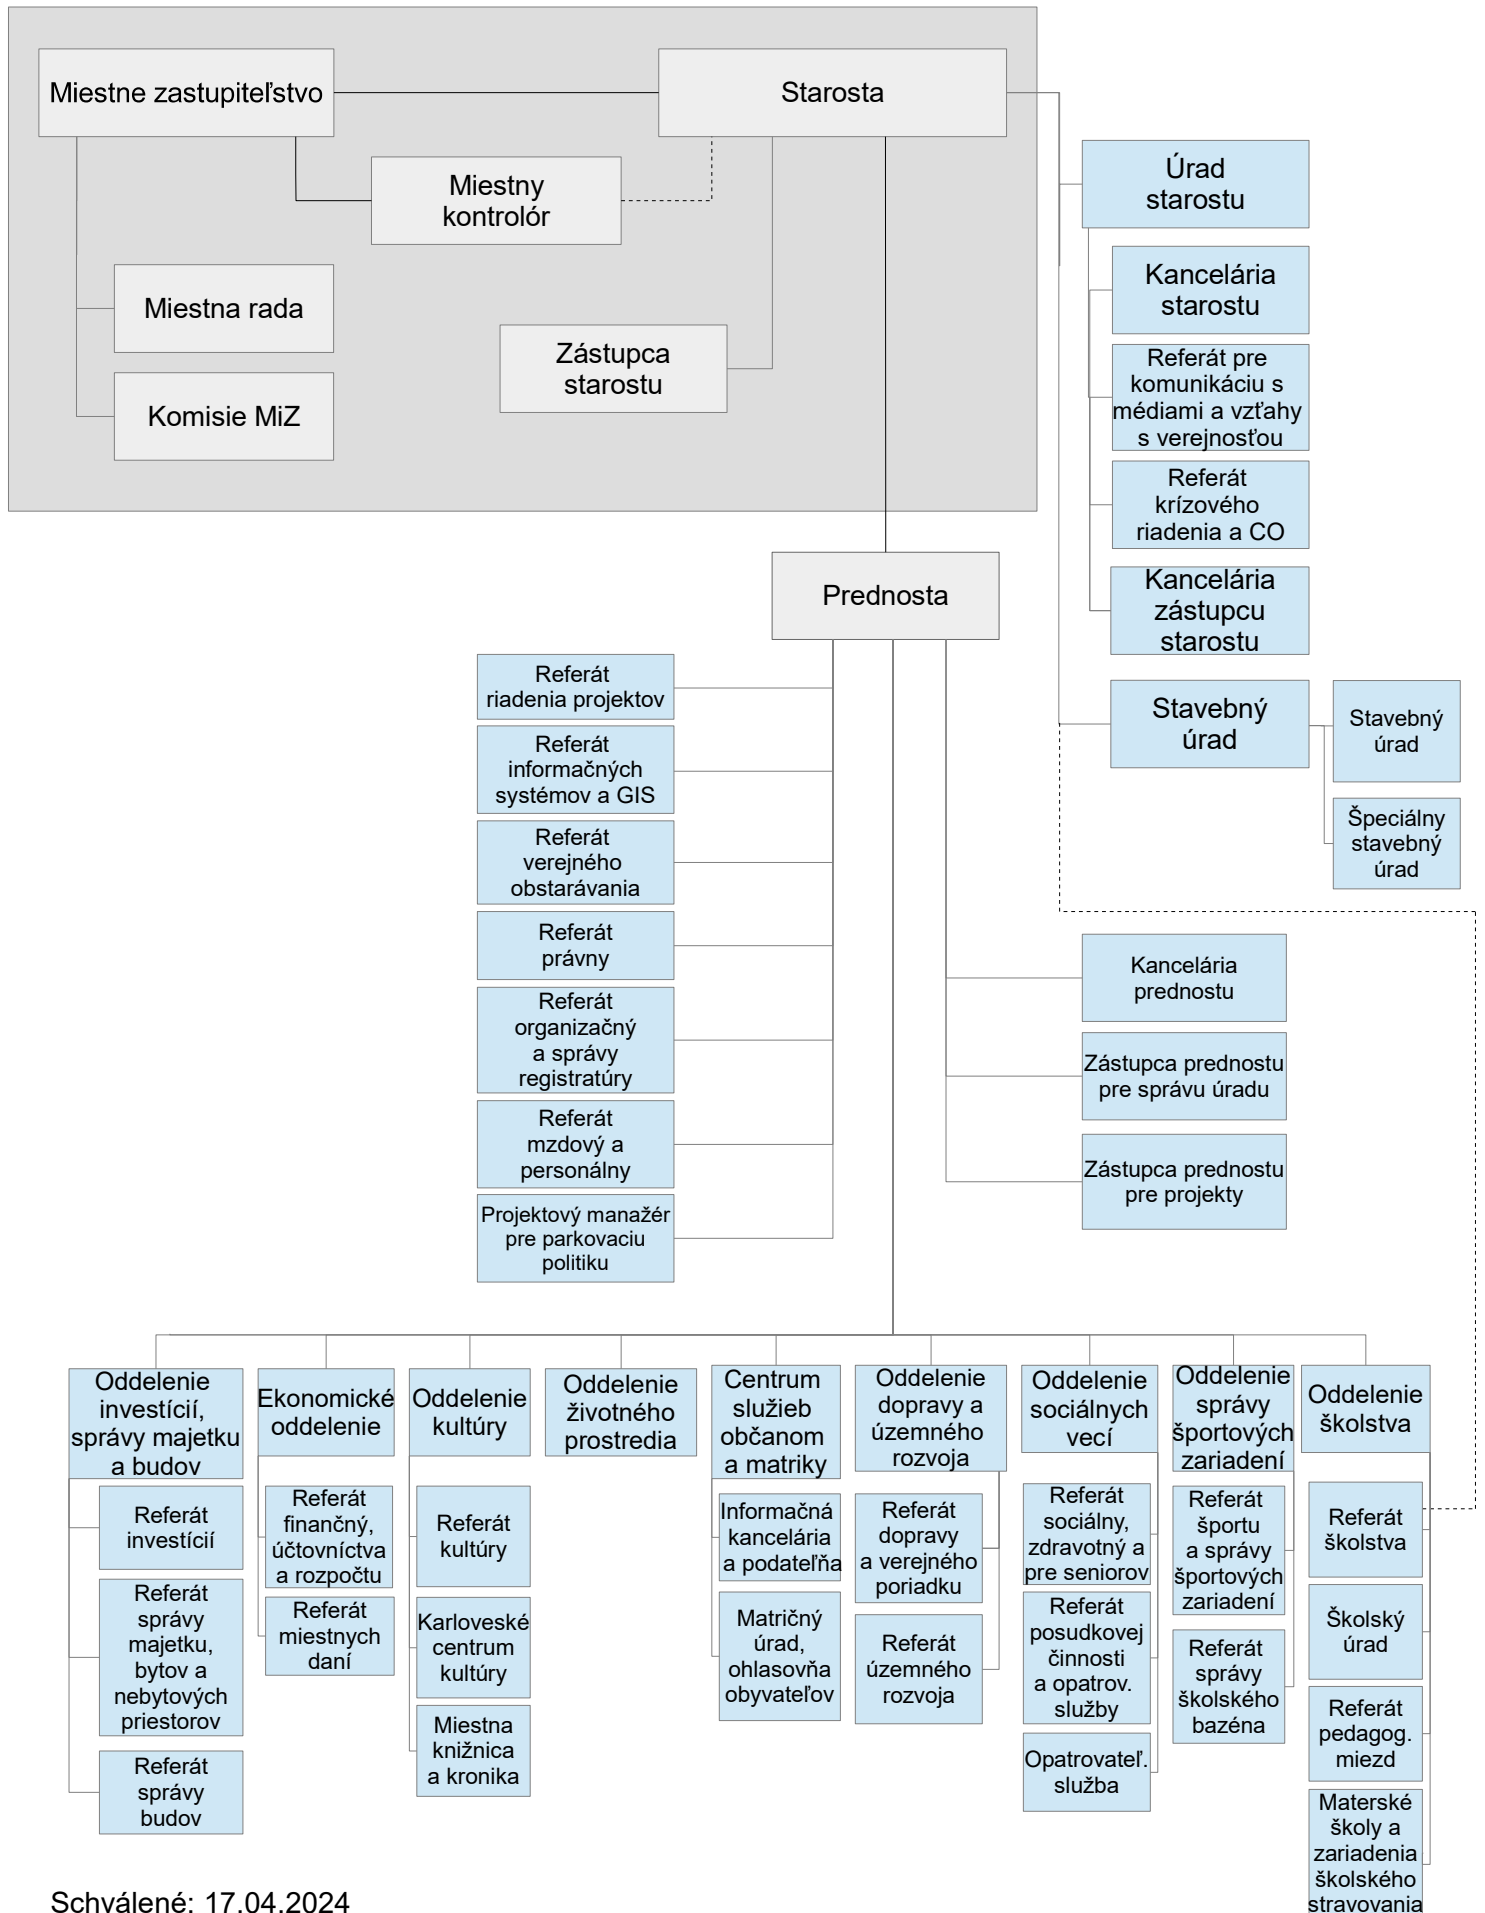 Miestne zastupiteľstvo
Starosta
Miestny
kontrolór
Miestna rada
Komisie MiZ
Zástupca
starostu
Úrad
starostu
Kancelária
starostu
Referát pre
komunikáciu s
médiami a vzťahy
s verejnosťou
Referát
krízového
riadenia a CO
Kancelária
zástupcu
starostu
Stavebný
úrad
Stavebný
úrad
Špeciálny
stavebný
úrad
Prednosta
Referát
riadenia projektov
Referát
informačných
systémov a GIS
Referát
verejného
obstarávania
Referát
právny
Referát
organizačný
a správy
registratúry
Referát
mzdový a
personálny
Projektový manažér
pre parkovaciu
politiku
Kancelária
prednostu
Zástupca prednostu
pre správu úradu
Zástupca prednostu
pre projekty
Oddelenie
investícií,
správy majetku
a budov
Referát
investícií
Referát
správy
majetku,
bytov a
nebytových
priestorov
Referát
správy
budov
Ekonomické
oddelenie
Referát
finančný,
účtovníctva
a rozpočtu
Referát
miestnych
daní
Oddelenie
kultúry
Referát
kultúry
Karloveské
centrum
kultúry
Miestna
knižnica
a kronika
Oddelenie
životného
prostredia
Centrum
služieb
občanom
a matriky
Informačná
kancelária
a podateľňa
Matričný
úrad,
ohlasovňa
obyvateľov
Oddelenie
dopravy a
územného
rozvoja
Referát
dopravy
a verejného
poriadku
Referát
územného
rozvoja
Oddelenie
sociálnych
vecí
Referát
sociálny,
zdravotný a
pre seniorov
Referát
posudkovej
činnosti
a opatrov.
služby
Opatrovateľ.
služba
Oddelenie
správy
športových
zariadení
Referát
športu
a správy
športových
zariadení
Referát
správy
školského
bazéna
Oddelenie
školstva
Referát
školstva
Školský
úrad
Referát
pedagog.
miezd
Materské
školy a
zariadenia
školského
stravovania
Schválené: 17.04.2024